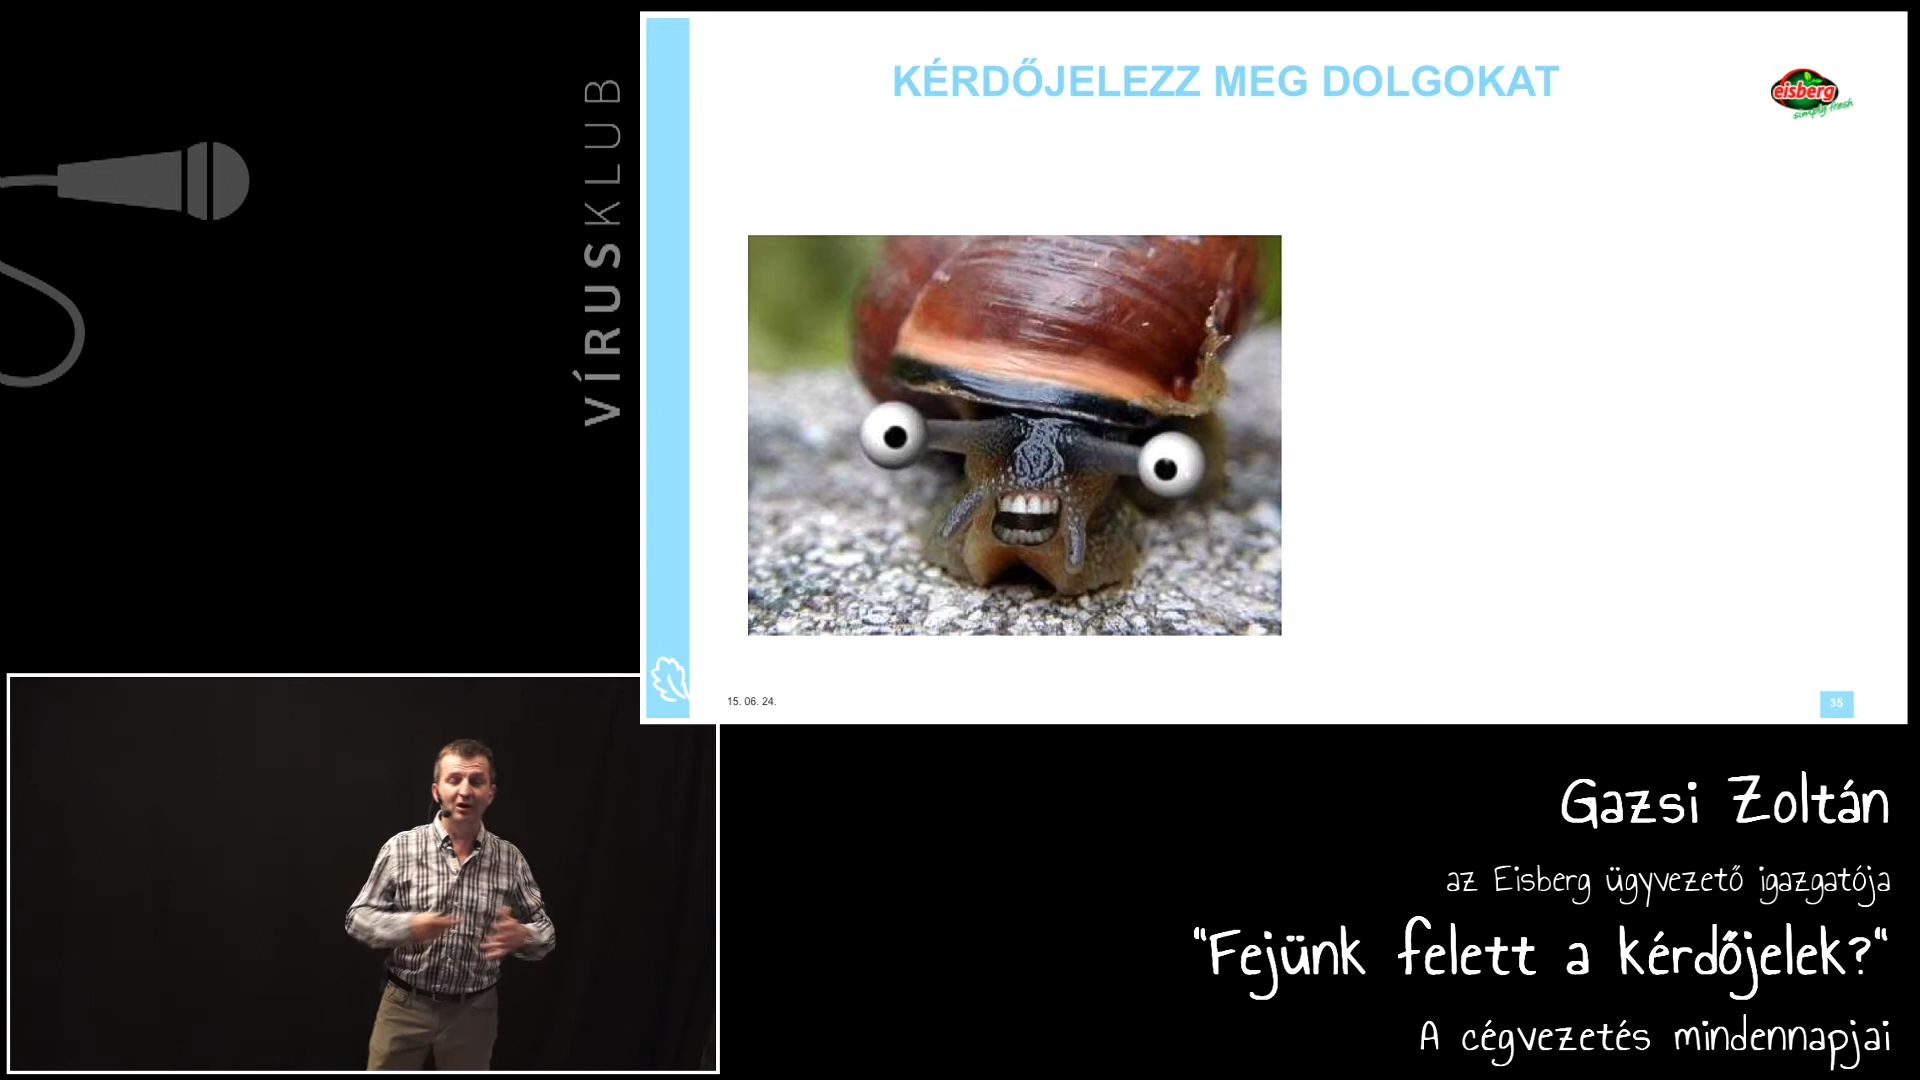 VÍRUSKLUB
KÉRDŐJELEZZ MEG DOLGOKAT
eisberg
simply fresh
15. 06. 24.
35
Gazsi Zoltán
az Eisberg ügyvezető igazgatója
"Fejünk felett a kérdőjelek?"
A cégvezetés mindennapjai